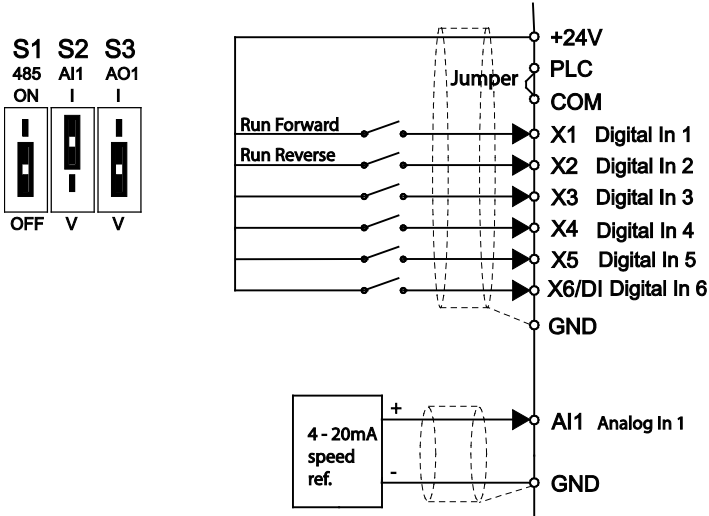 S1 S2 S3
485 AI1 AO1
ON I I
OFF V V
+24V
PLC
Jumper
COM
Run Forward
X1 Digital In 1
Run Reverse
X2 Digital In 2
X3 Digital In 3
X4 Digital In 4
X5 Digital In 5
X6/DI Digital In 6
GND
4 - 20mA
speed
ref.
+
-
AI1 Analog In 1
GND